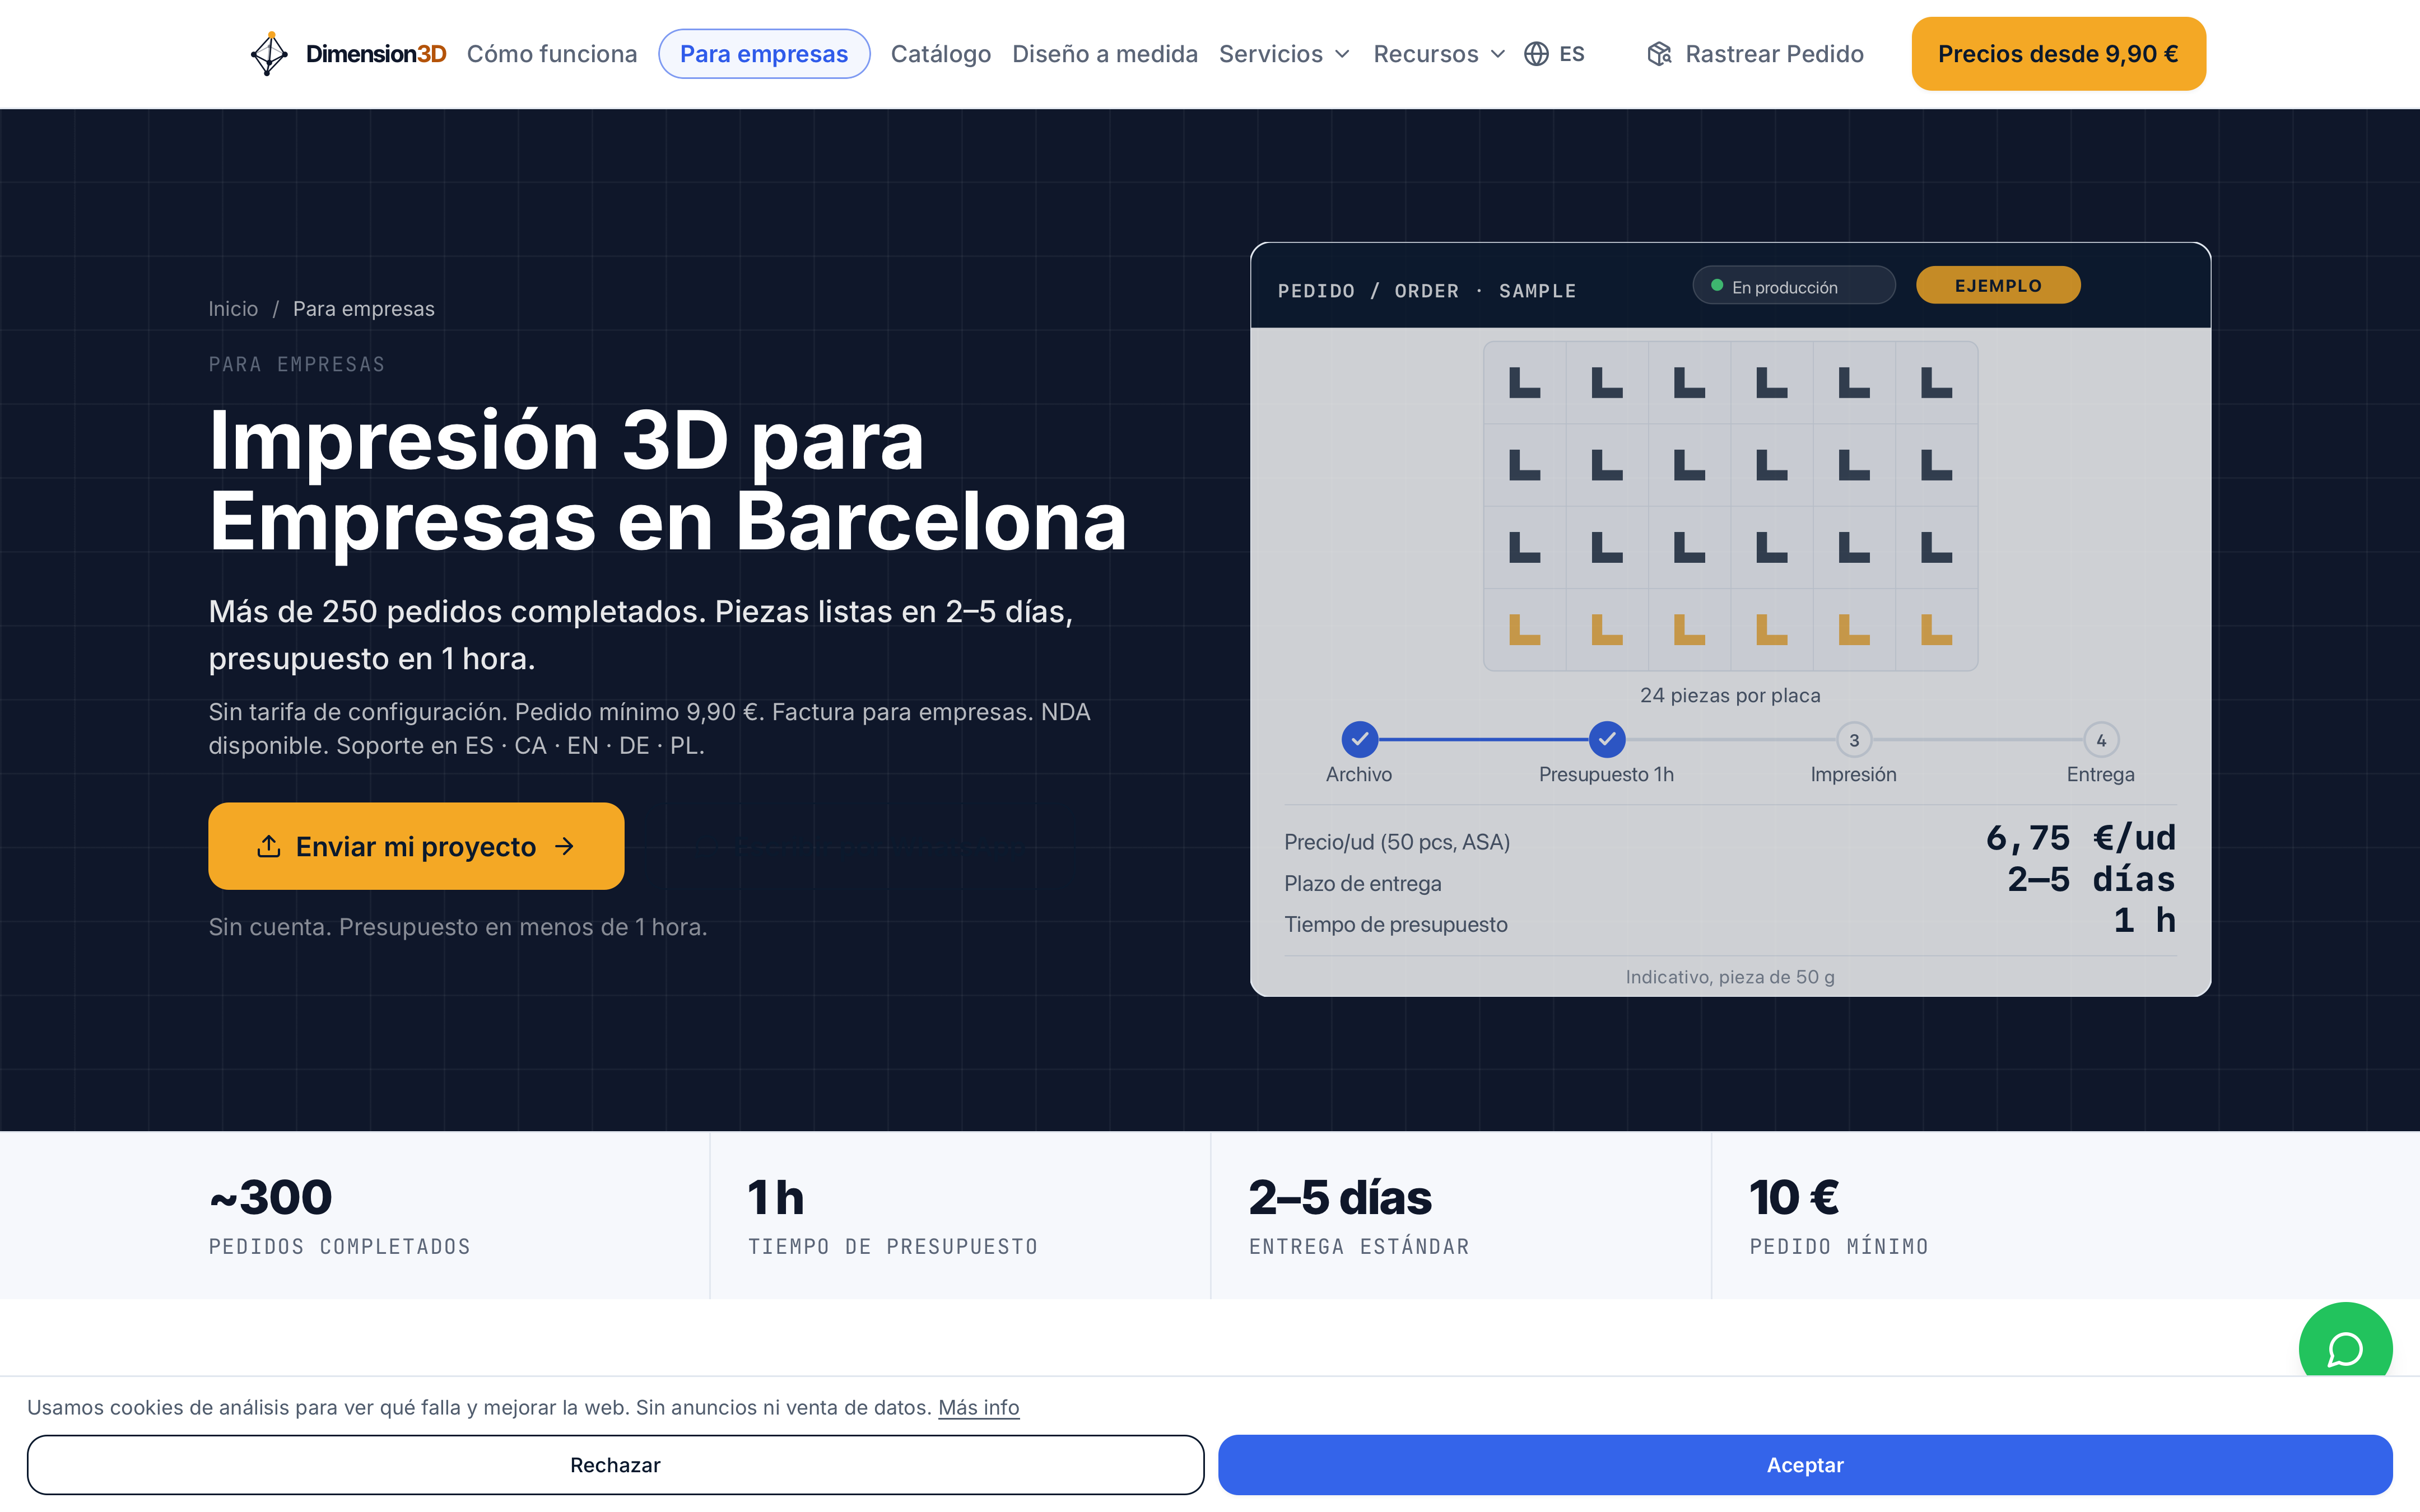 Dimension3D
Cómo funciona
Para empresas
Catálogo
Diseño a medida
Servicios
Recursos
ES
Rastrear Pedido
Precios desde 9,90 €
Inicio / Para empresas
PARA EMPRESAS
Impresión 3D para
Empresas en Barcelona
Más de 250 pedidos completados. Piezas listas en 2–5 días,
presupuesto en 1 hora.
Sin tarifa de configuración. Pedido mínimo 9,90 €. Factura para empresas. NDA
disponible. Soporte en ES · CA · EN · DE · PL.
Enviar mi proyecto
Sin cuenta. Presupuesto en menos de 1 hora.
PEDIDO / ORDER · SAMPLE
En producción
EJEMPLO
24 piezas por placa
3
4
Archivo
Presupuesto 1h
Impresión
Entrega
Precio/ud (50 pcs, ASA)
6,75 €/ud
Plazo de entrega
2–5 días
Tiempo de presupuesto
1 h
Indicativo, pieza de 50 g
~300
PEDIDOS COMPLETADOS
1 h
TIEMPO DE PRESUPUESTO
2–5 días
ENTREGA ESTÁNDAR
10 €
PEDIDO MÍNIMO
Usamos cookies de análisis para ver qué falla y mejorar la web. Sin anuncios ni venta de datos. Más info
Rechazar
Aceptar